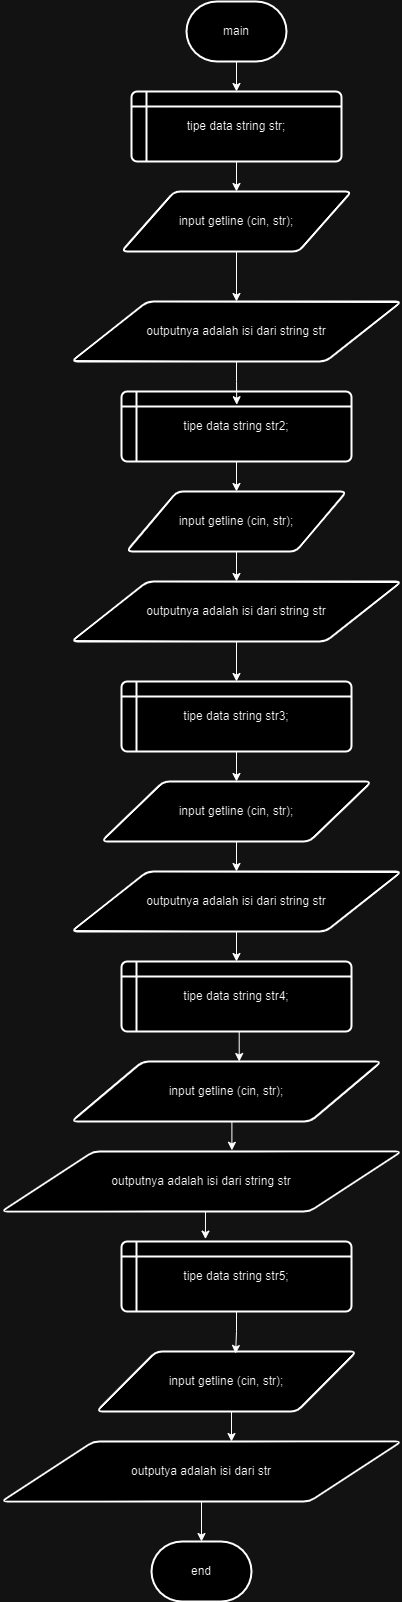 main
tipe data string str;
input getline (cin, str);
outputnya adalah isi dari string str
tipe data string str2;
input getline (cin, str);
outputnya adalah isi dari string str
tipe data string str3;
input getline (cin, str);
outputnya adalah isi dari string str
tipe data string str4;
input getline (cin, str);
outputnya adalah isi dari string str
tipe data string str5;
input getline (cin, str);
outputya adalah isi dari str
end